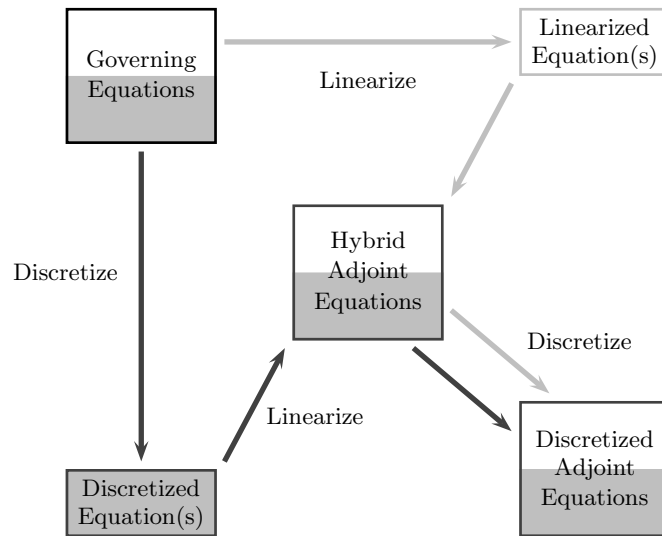 Governing
Equations
Linearize
Linearized
Equation(s)
Discretize
Hybrid
Adjoint
Equations
Discretize
Linearize
Discretized
Equation(s)
Discretized
Adjoint
Equations